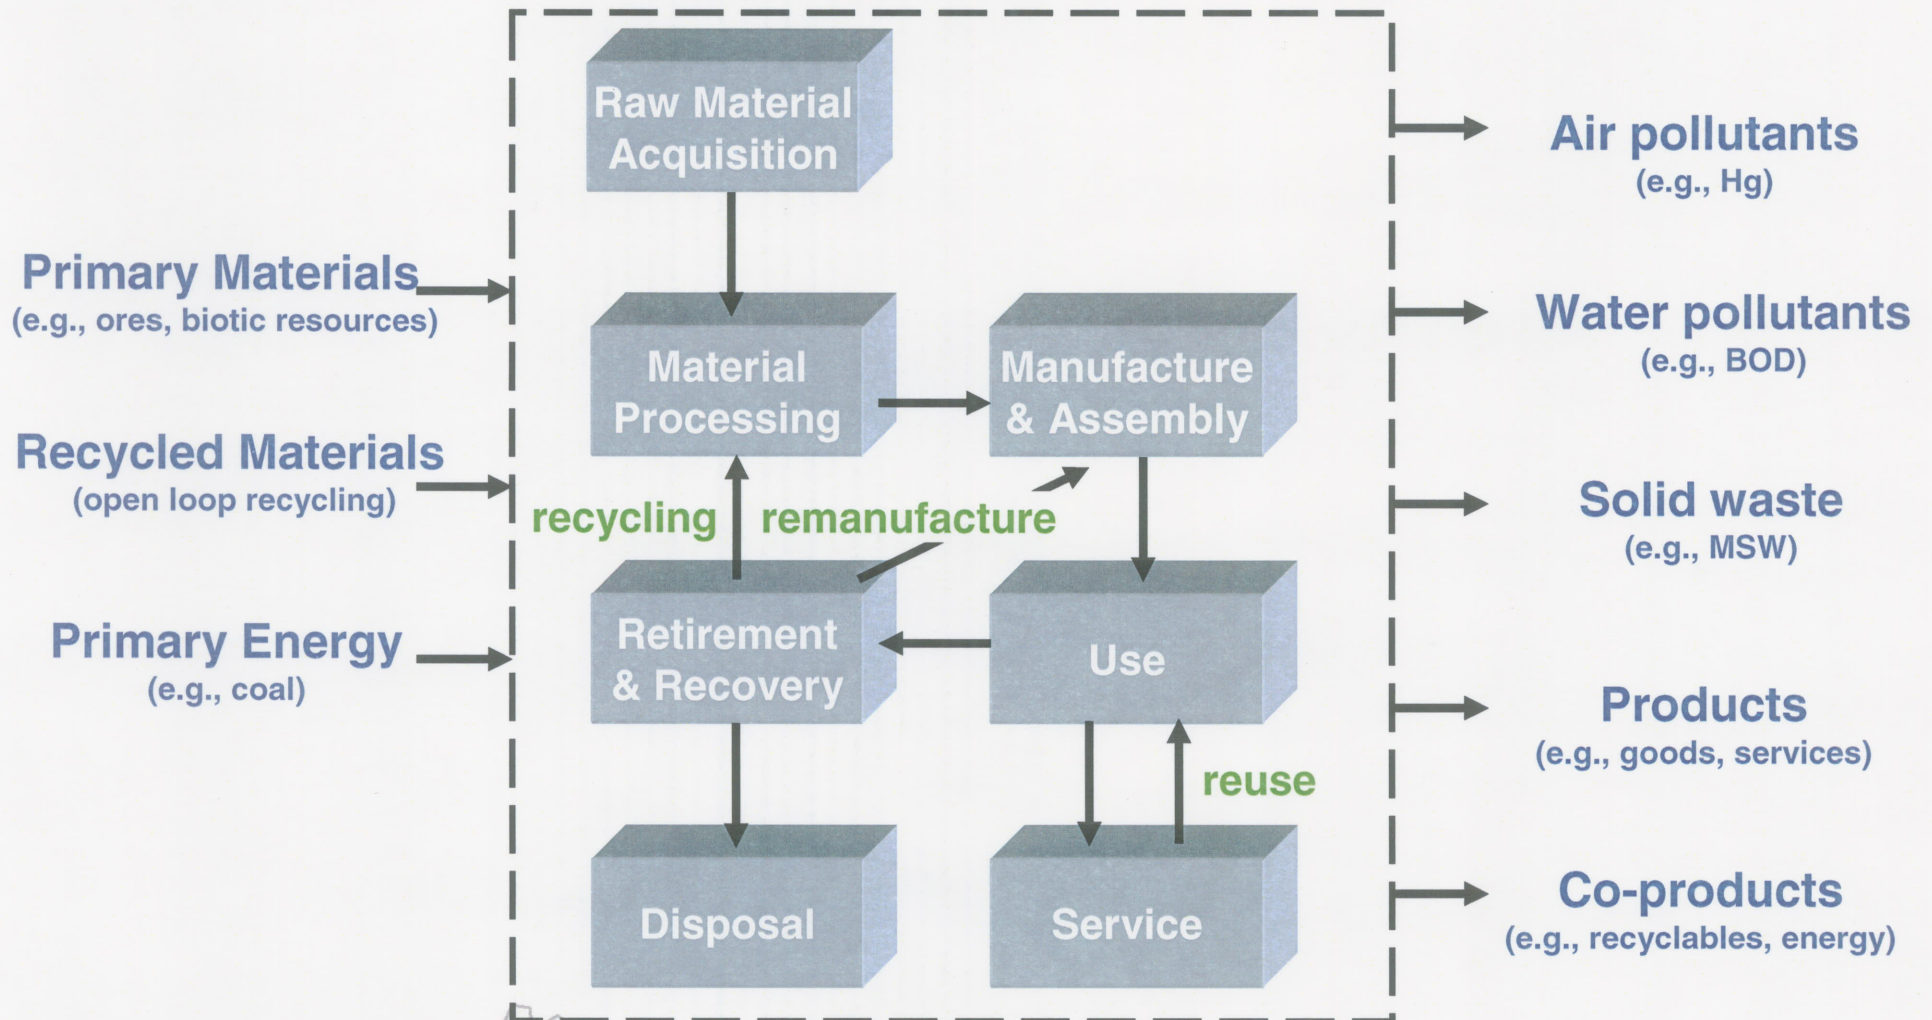 Raw Material
Acquisition
Primary Materials
(e.g., ores, biotic resources)
Recycled Materials
(open loop recycling)
Primary Energy
(e.g., coal)
Material
Processing
Manufacture
& Assembly
recycling
remanufacture
Retirement
& Recovery
Use
reuse
Disposal
Service
Air pollutants
(e.g., Hg)
Water pollutants
(e.g., BOD)
Solid waste
(e.g., MSW)
Products
(e.g., goods, services)
Co-products
(e.g., recyclables, energy)